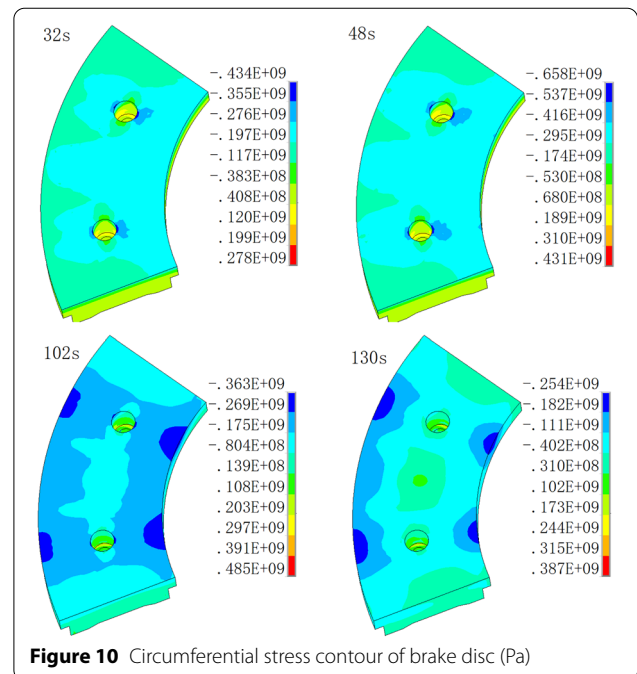 32s
-.434E+09
-.355E+09
-.276E+09
-.197E+09
-.117E+09
-.383E+08
.408E+08
.120E+09
.199E+09
.278E+09
48s
-.658E+09
-.537E+09
-.416E+09
-.295E+09
-.174E+09
-.530E+08
.680E+08
.189E+09
.310E+09
.431E+09
102s
-.363E+09
-.269E+09
-.175E+09
-.804E+08
.139E+08
.108E+09
.203E+09
.297E+09
.391E+09
.485E+09
130s
-.254E+09
-.182E+09
-.111E+09
-.402E+08
.310E+08
.102E+09
.173E+09
.244E+09
.315E+09
.387E+09
Figure 10 Circumferential stress contour of brake disc (Pa)